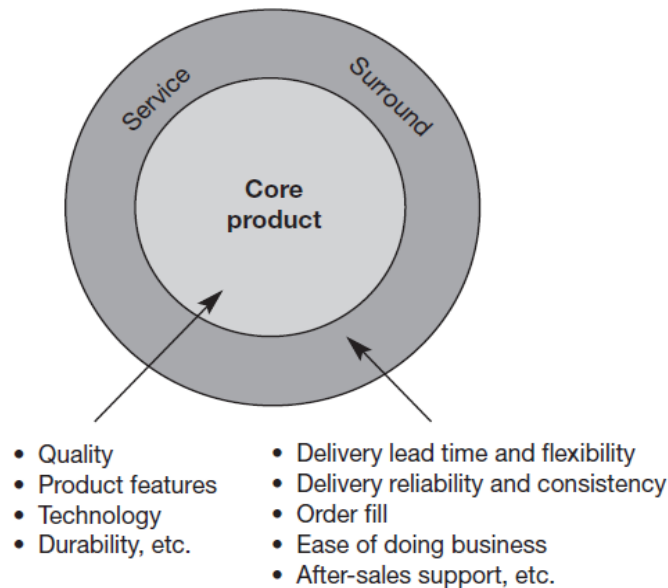 Service
Surround
Core
product
• Quality
• Product features
• Technology
• Durability, etc.
• Delivery lead time and flexibility
• Delivery reliability and consistency
• Order fill
• Ease of doing business
• After-sales support, etc.